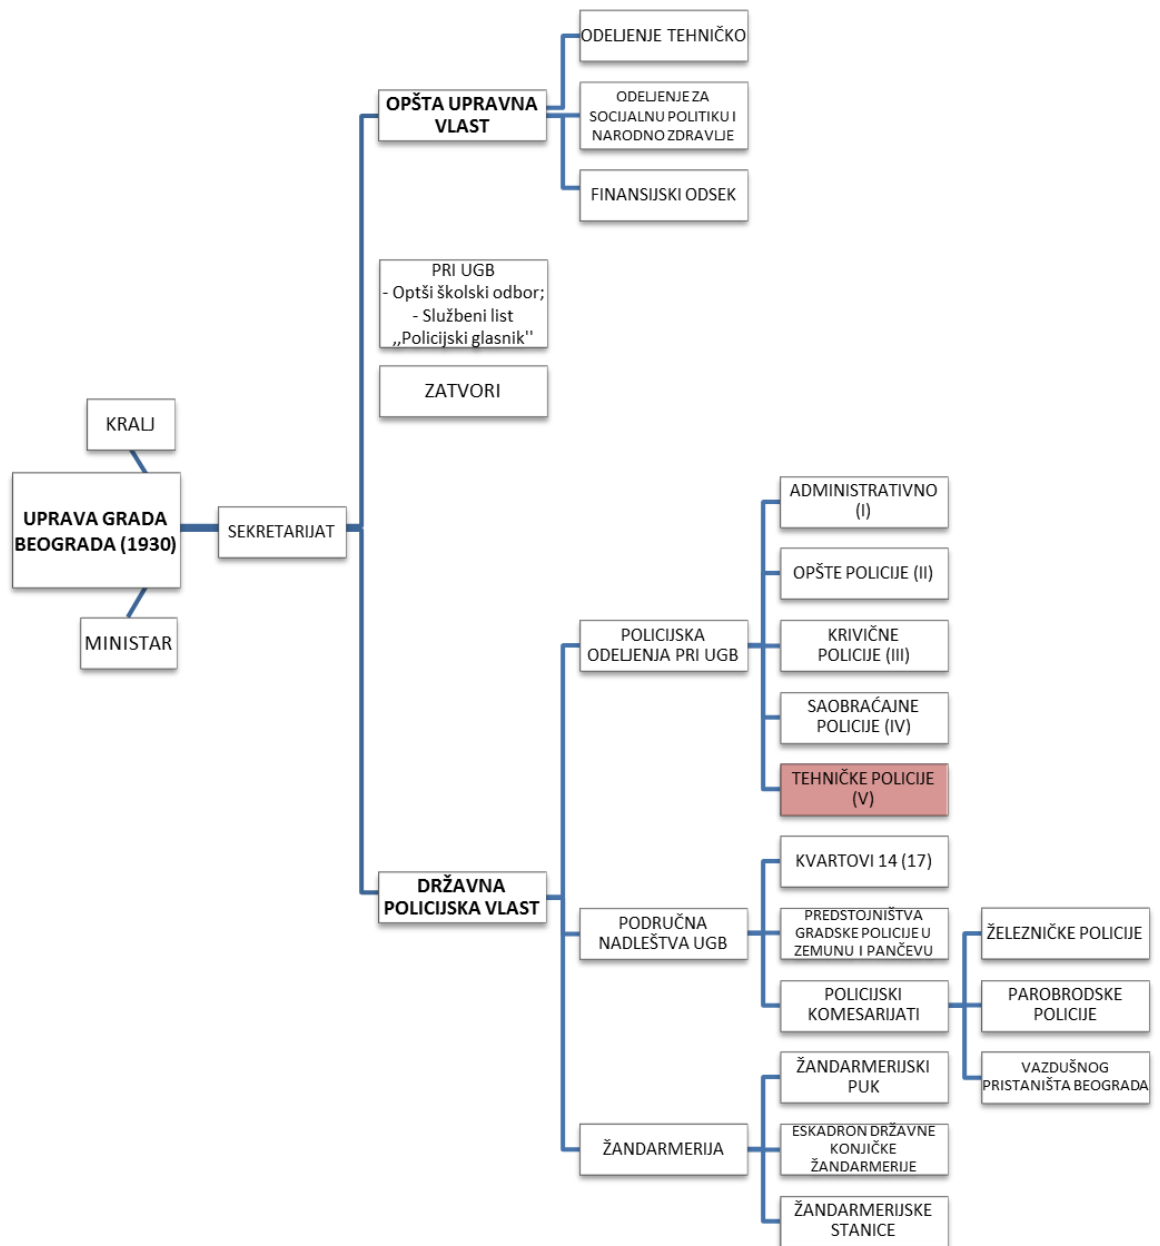 ODELJENJE TEHNIČKO
OPŠTA UPRAVNA
VLAST
ODELJENJE ZA
SOCIJALNU POLITIKU I
NARODNO ZDRAVLJE
FINANSIJSKI ODSEK
PRI UGB
- Optši školski odbor;
- Službeni list
,,Policijski glasnik''
ZATVORI
KRALJ
UPRAVA GRADA
BEOGRADA (1930)
SEKRETARIJAT
MINISTAR
ADMINISTRATIVNO
(I)
OPŠTE POLICIJE (II)
POLICIJSKA
ODELJENJA PRI UGB
KRIVIČNE
POLICIJE (III)
SAOBRAĆAJNE
POLICIJE (IV)
TEHNIČKE POLICIJE
(V)
DRŽAVNA
POLICIJSKA VLAST
KVARTOVI 14 (17)
PODRUČNA
NADLEŠTVA UGB
PREDSTOJNIŠTVA
GRADSKE POLICIJE U
ZEMUNU I PANČEVU
ŽELEZNIČKE POLICIJE
POLICIJSKI
KOMESARIJATI
PAROBRODSKE
POLICIJE
VAZDUŠNOG
PRISTANIŠTA BEOGRADA
ŽANDARMERIJSKI
PUK
ŽANDARMERIJA
ESKADRON DRŽAVNE
KONJIČKE
ŽANDARMERIJE
ŽANDARMERIJSKE
STANICE